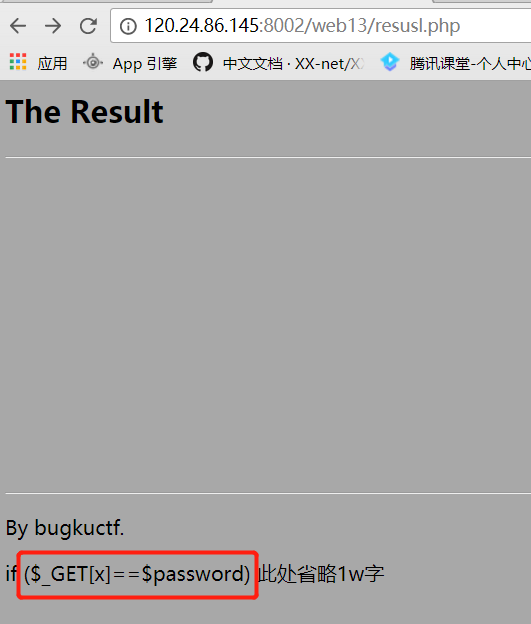 120.24.86.145:8002/web13/resusl.php
应用 App 引擎 中文文档 · XX-net/X 腾讯课堂-个人中心
The Result
By bugkuctf.
if ($_GET[x]==$password) 此处省略1w字